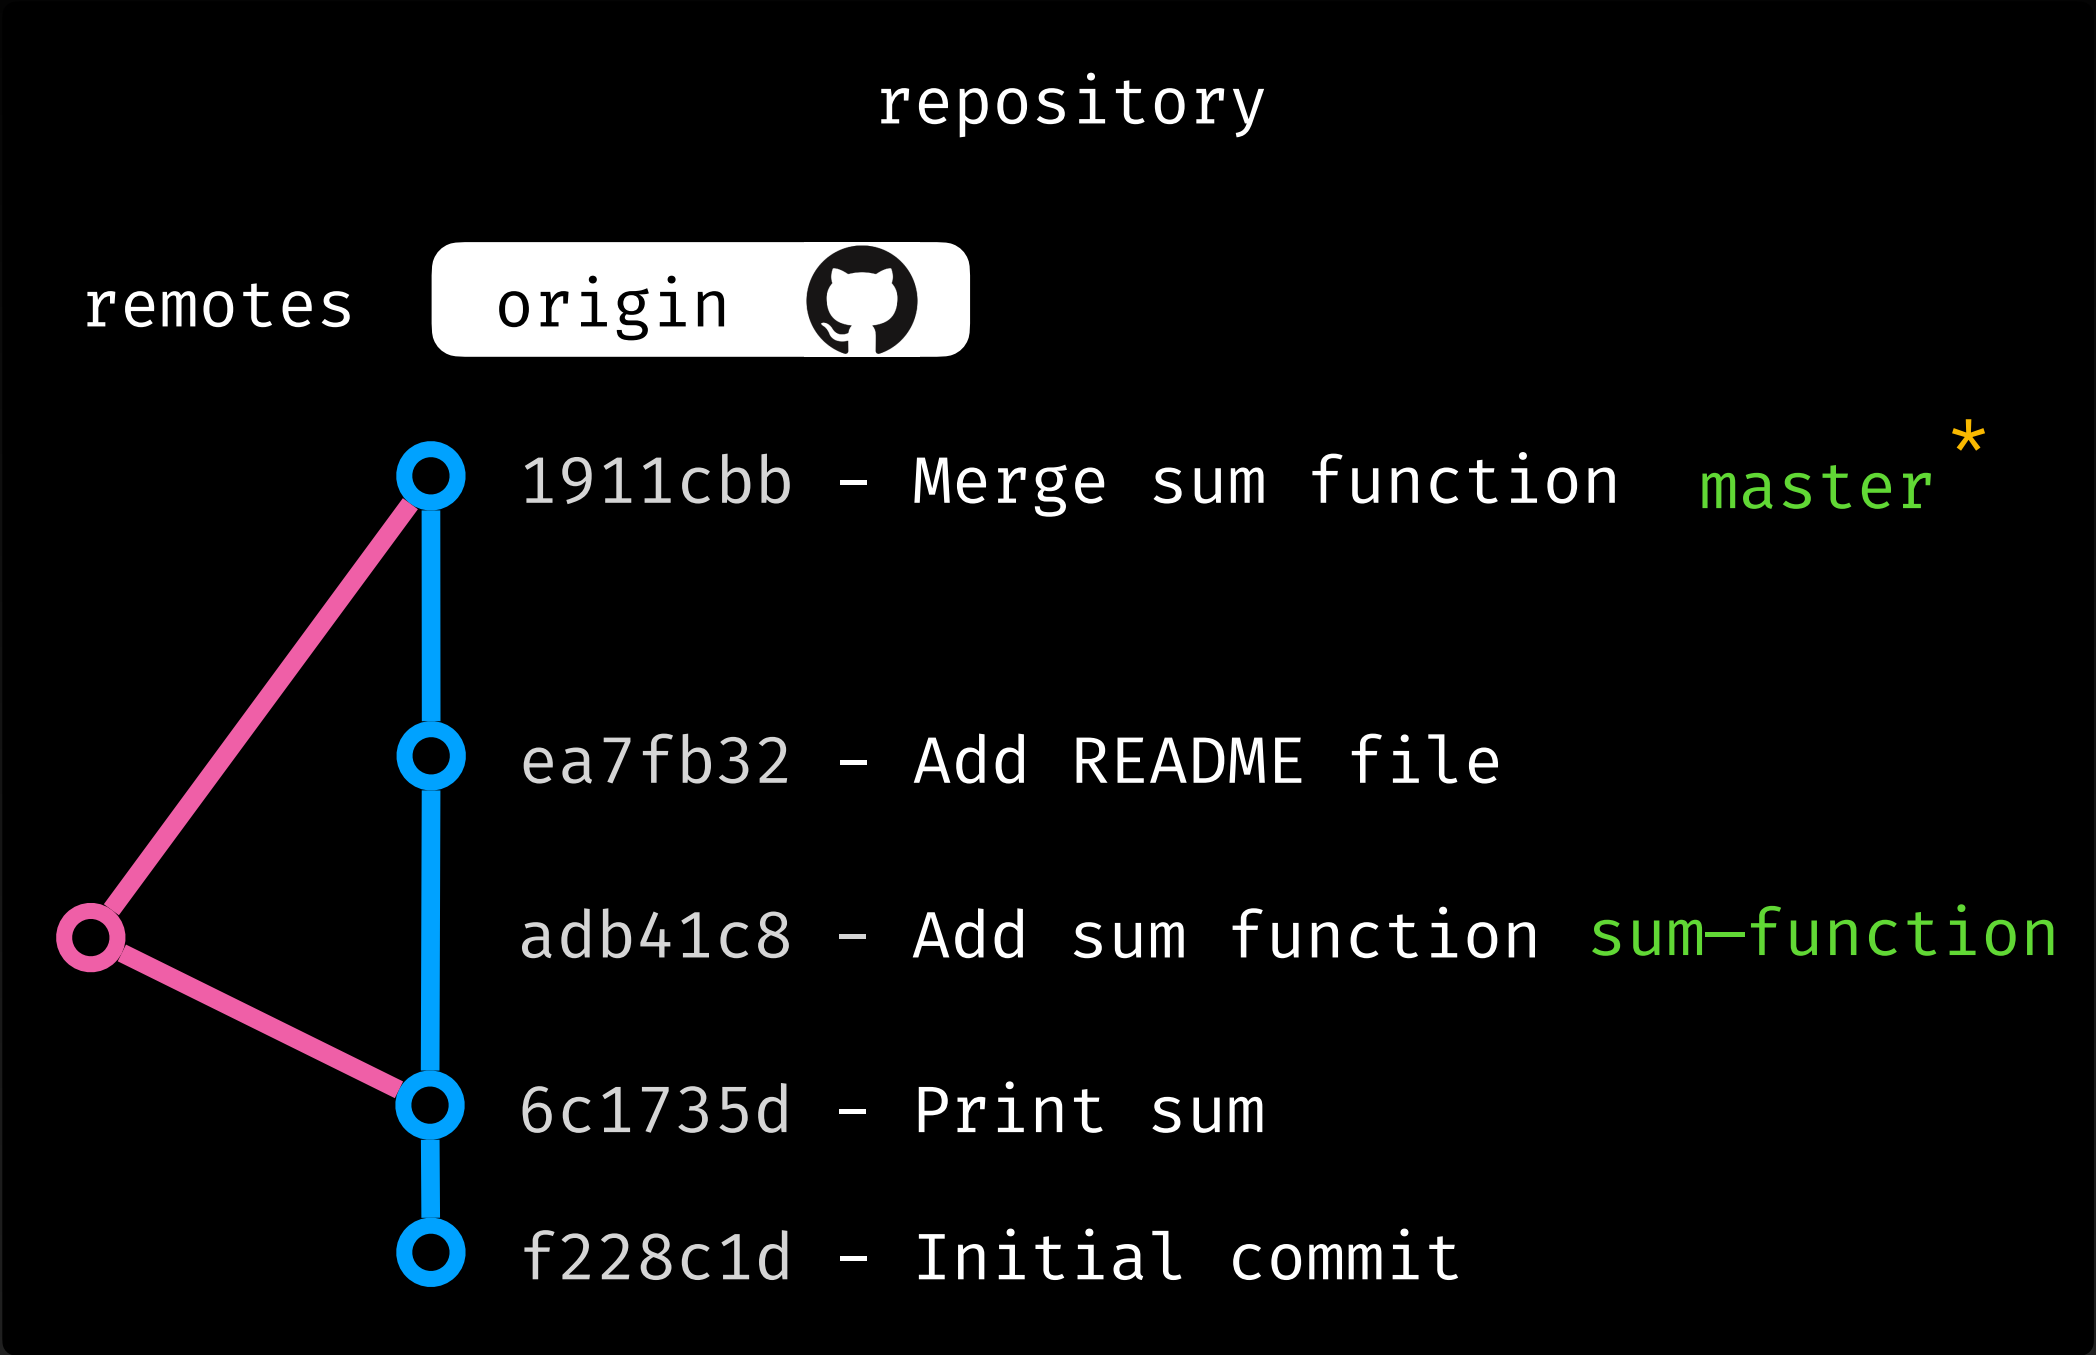 repository
remotes origin
1911cbb - Merge sum function master *
ea7fb32 - Add README file
adb41c8 - Add sum function sum-function
6c1735d - Print sum
f228c1d - Initial commit